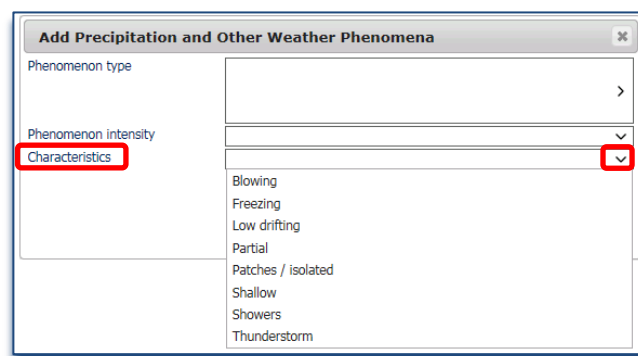 Add Precipitation and Other Weather Phenomena
Phenomenon type
Phenomenon intensity
Characteristics
Blowing
Freezing
Low drifting
Partial
Patches / isolated
Shallow
Showers
Thunderstorm